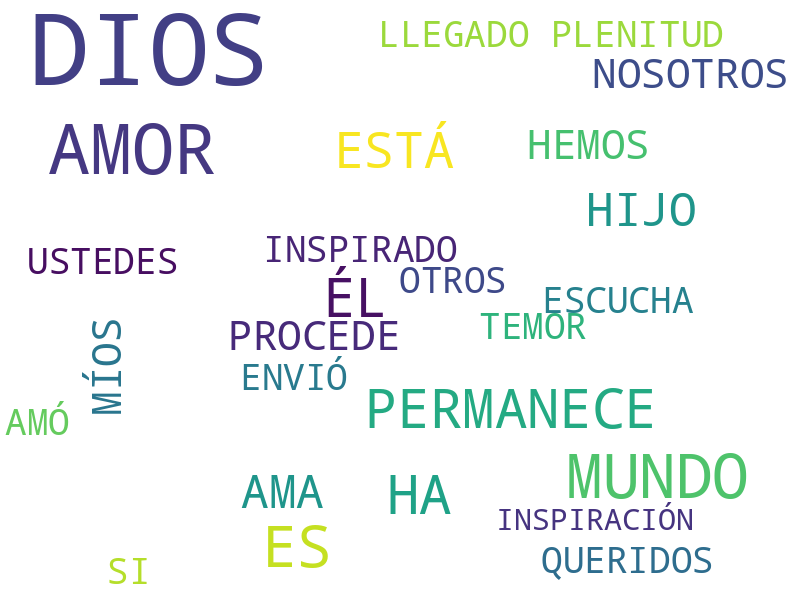 DIOS
LLEGADO PLENITUD
NOSOTROS
AMOR
ESTÁ
HEMOS
HIJO
USTEDES
INSPIRADO
OTROS
ÉL
ESCUCHA
PROCEDE
TEMOR
MÍOS
ENVIÓ
AMÓ
PERMANECE
MUNDO
AMA
HA
INSPIRACIÓN
ES
QUERIDOS
SI